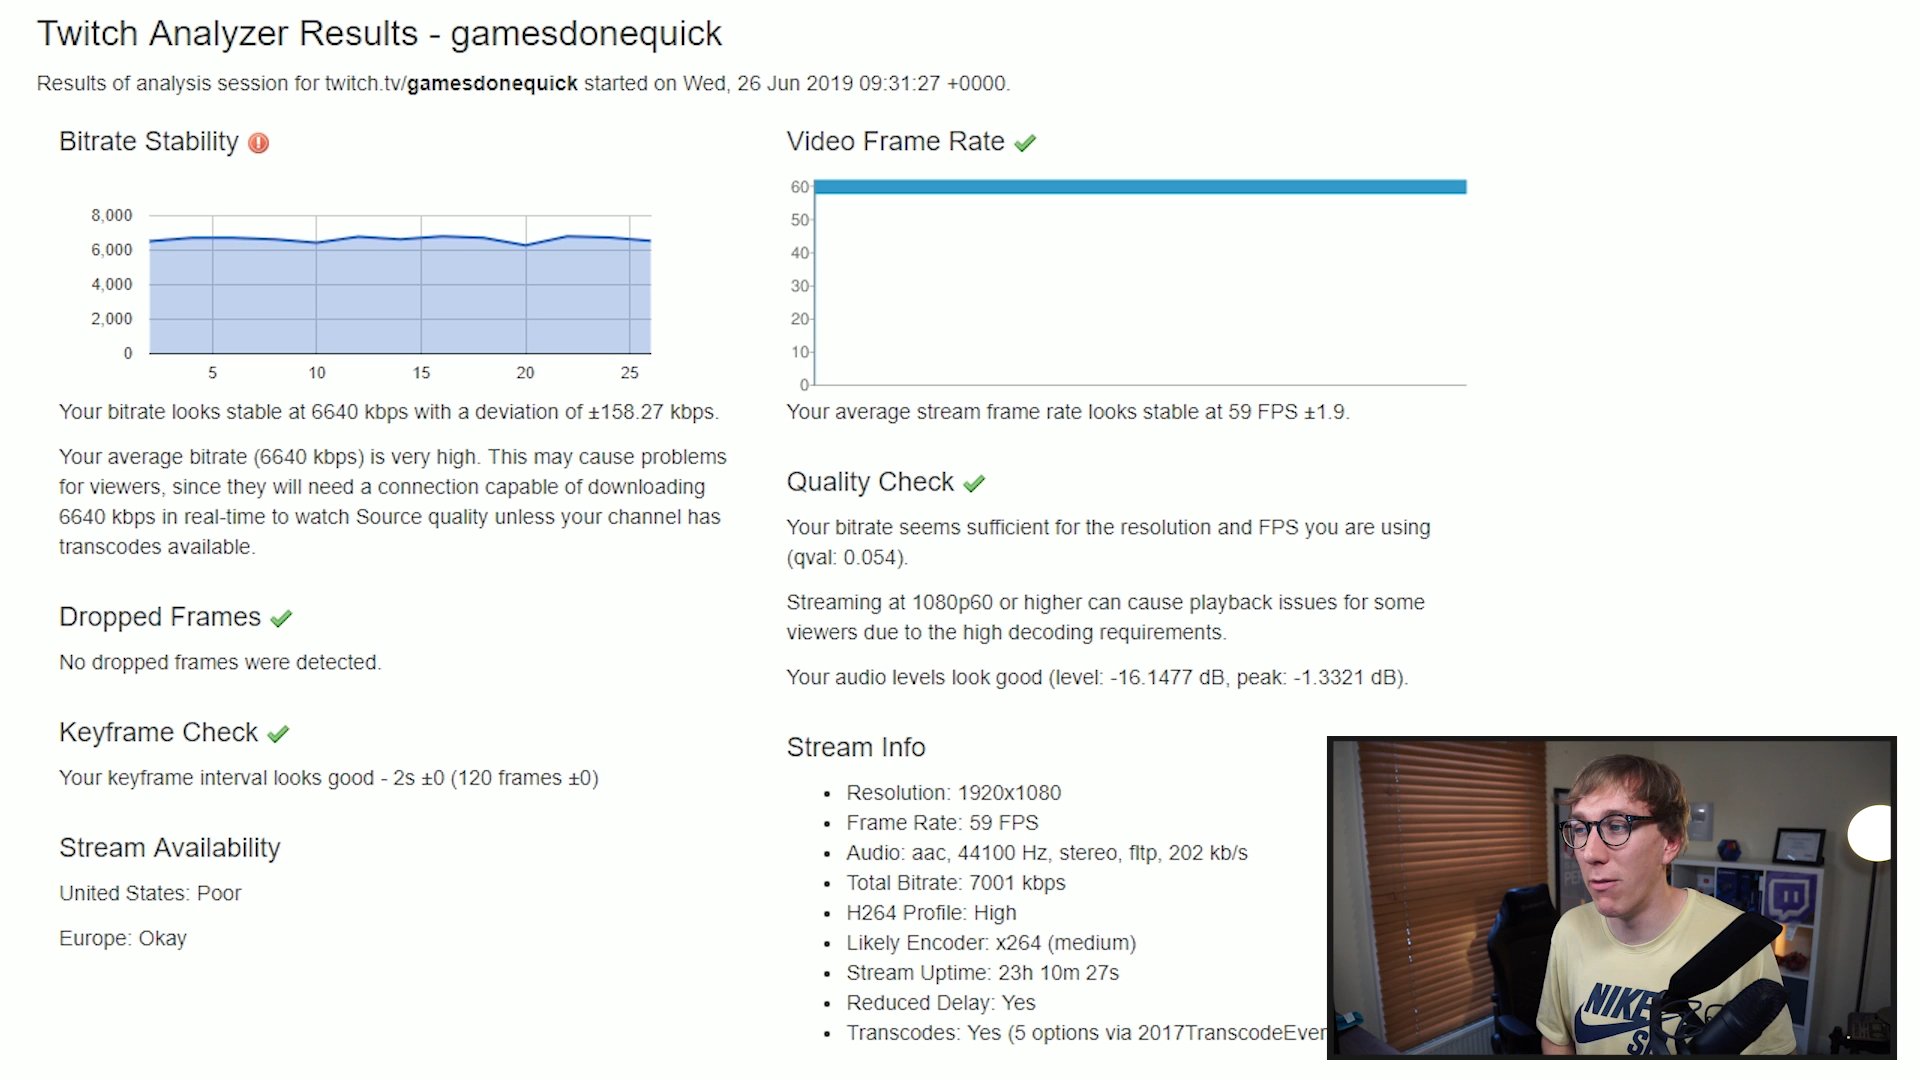 Twitch Analyzer Results - gamesdonequick
Results of analysis session for twitch.tv/gamesdonequick started on Wed, 26 Jun 2019 09:31:27 +0000.
Bitrate Stability
8,000
6,000
4,000
2,000
0
5 10 15 20 25
Your bitrate looks stable at 6640 kbps with a deviation of ±158.27 kbps.
Your average bitrate (6640 kbps) is very high. This may cause problems
for viewers, since they will need a connection capable of downloading
6640 kbps in real-time to watch Source quality unless your channel has
transcodes available.
Dropped Frames
No dropped frames were detected.
Keyframe Check
Your keyframe interval looks good - 2s ±0 (120 frames ±0)
Stream Availability
United States: Poor
Europe: Okay
Video Frame Rate
60
50
40
30
20
10
0
Your average stream frame rate looks stable at 59 FPS ±1.9.
Quality Check
Your bitrate seems sufficient for the resolution and FPS you are using
(qval: 0.054).
Streaming at 1080p60 or higher can cause playback issues for some
viewers due to the high decoding requirements.
Your audio levels look good (level: -16.1477 dB, peak: -1.3321 dB).
Stream Info
Resolution: 1920x1080
Frame Rate: 59 FPS
Audio: aac, 44100 Hz, stereo, fltp, 202 kb/s
Total Bitrate: 7001 kbps
H264 Profile: High
Likely Encoder: x264 (medium)
Stream Uptime: 23h 10m 27s
Reduced Delay: Yes
Transcodes: Yes (5 options via 2017TranscodeEver
NIKE